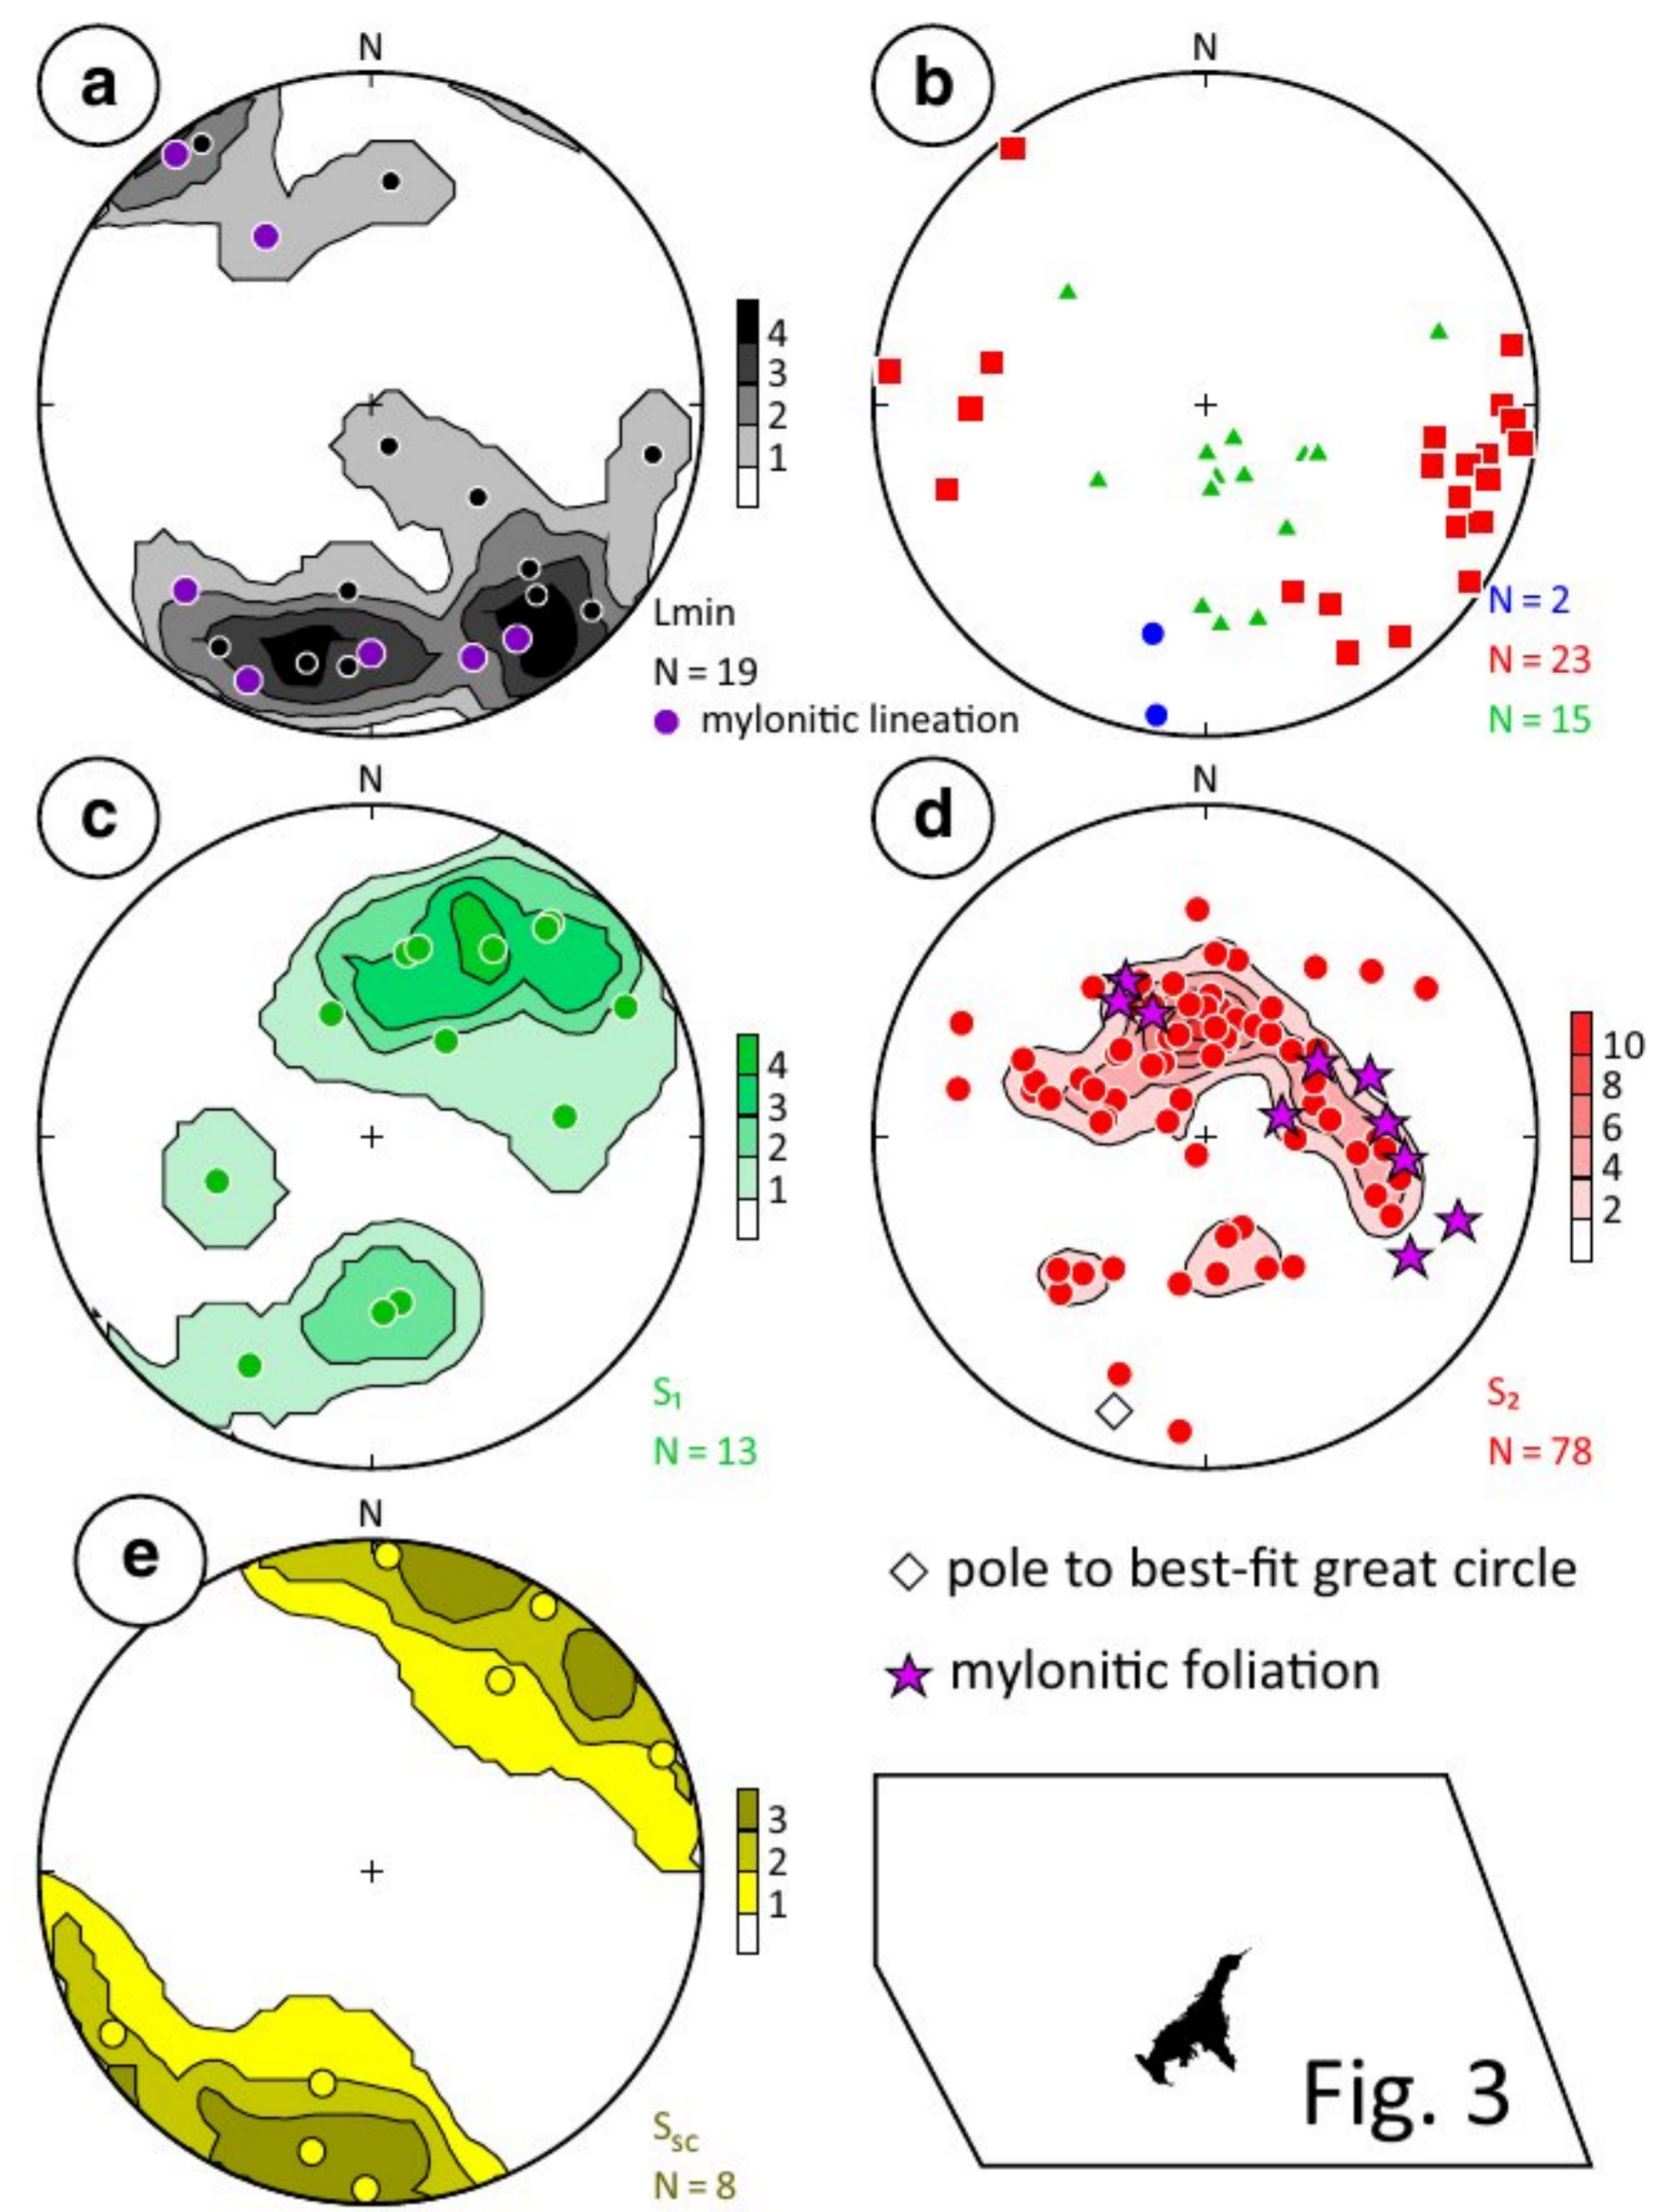 a
N
4
3
2
1
Lmin
N = 19
mylonitic lineation
b
N
N = 2
N = 23
N = 15
c
N
4
3
2
1
S₁
N = 13
d
N
10
8
6
4
2
S₂
N = 78
e
N
3
2
1
Ssc
N = 8
pole to best-fit great circle
mylonitic foliation
Fig. 3